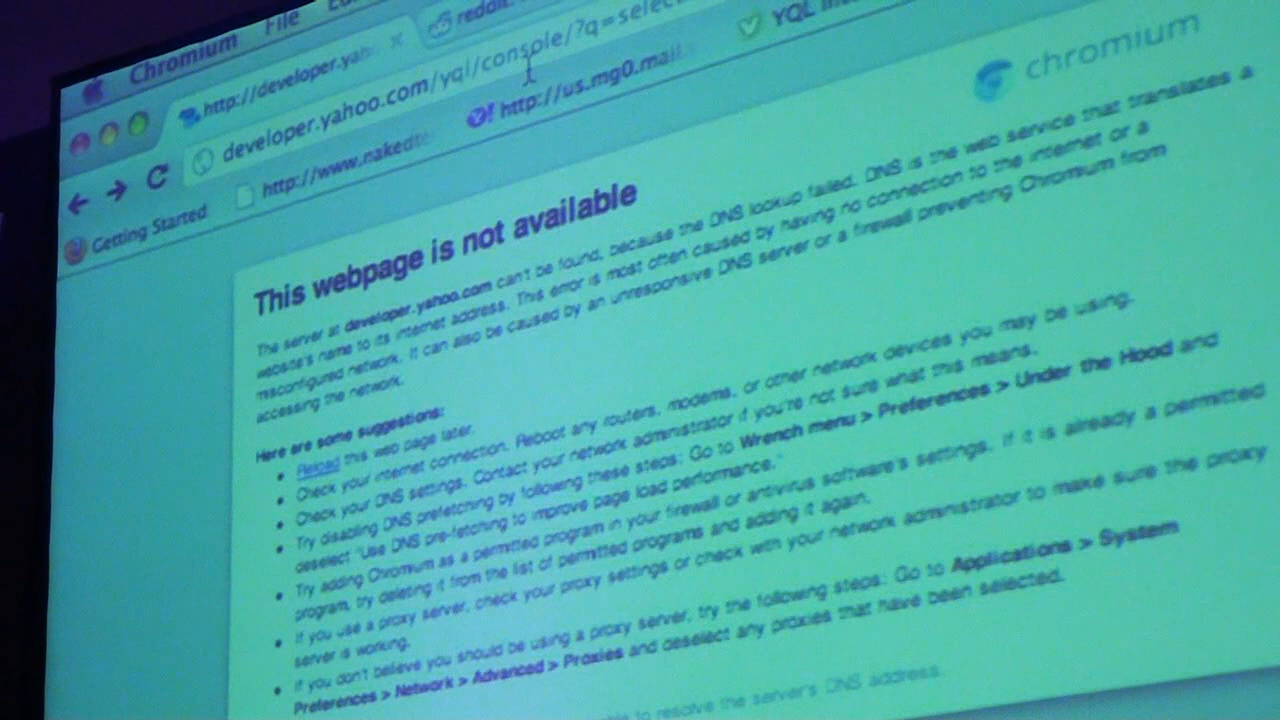 Chromium File
http://developer.yah
reddit
developer.yahoo.com/yql/console/?q=selec
Getting Started
http://www.nakedt
http://us.mg0.mail
YQL
chromium
This webpage is not available
The server at developer.yahoo.com can't be found, because the DNS lookup failed. DNS is the web service that translates a
website's name to its internet address. This error is most often caused by having no connection to the internet or a
misconfigured network. It can also be caused by an unresponsive DNS server or a firewall preventing Chromium from
accessing the network.
Here are some suggestions:
Reload this web page later.
Check your internet connection. Reboot any routers, modems, or other network devices you may be using.
Check your DNS settings. Contact your network administrator if you're not sure what this means.
Try disabling DNS prefetching by following these steps: Go to Wrench menu > Preferences > Under the Hood and
deselect "Use DNS pre-fetching to improve page load performance."
Try adding Chromium as a permitted program in your firewall or antivirus software's settings. If it is already a permitted
program, try deleting it from the list of permitted programs and adding it again.
If you use a proxy server, check your proxy settings or check with your network administrator to make sure the proxy
server is working.
If you don't believe you should be using a proxy server, try the following steps: Go to Applications > System
Preferences > Network > Advanced > Proxies and deselect any proxies that have been selected.
to resolve the server's DNS address.